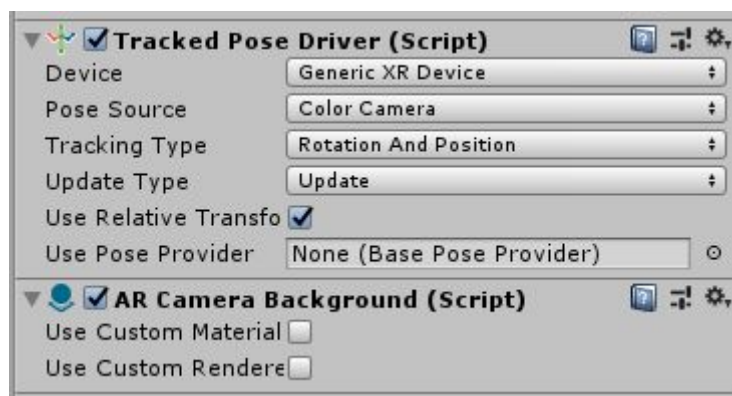 Tracked Pose Driver (Script)
Device Generic XR Device
Pose Source Color Camera
Tracking Type Rotation And Position
Update Type Update
Use Relative Transfo
Use Pose Provider None (Base Pose Provider)
AR Camera Background (Script)
Use Custom Material
Use Custom Rendere